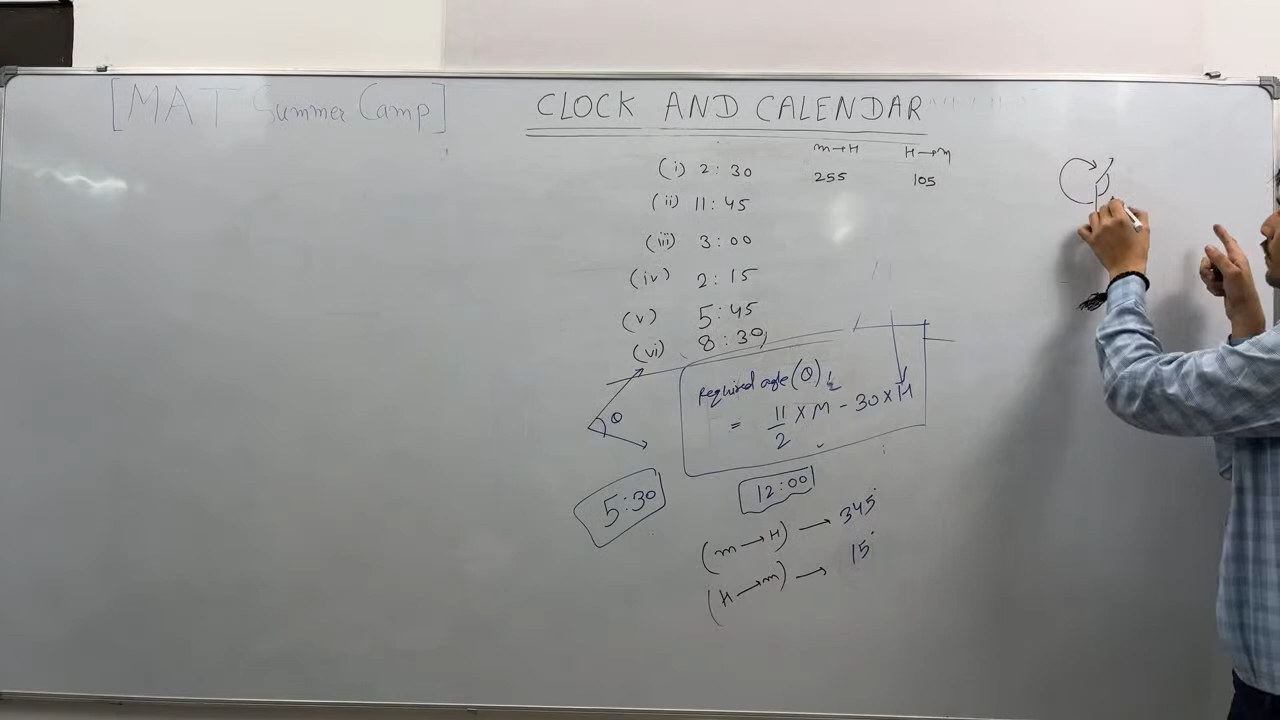 [MAT Summer Camp]
CLOCK AND CALENDAR
m→H H→m
(i) 2:30 255 105
(ii) 11:45
(iii) 3:00
(iv) 2:15
(v) 5:45
(vi) 8:30
Required agle (θ)
= 11/2 × M - 30 × H
θ
5:30
12:00
(m→H) → 345°
(H→m) → 15°